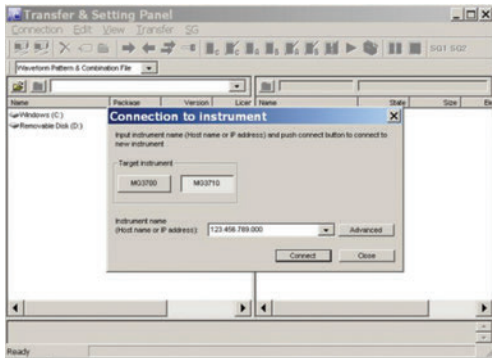 Transfer & Setting Panel
Connection Edit View Transfer SG
SG1 SG2
Waveform Pattern & Combination File
Name Package Version Licer Name State Size
Windows (C:)
Removable Disk (D:)
Connection to instrument
Input instrument name (Host name or IP address) and push connect button to connect to
new instrument
Target instrument
MG3700 MG3710
Instrument name
(Host name or IP address) 123.456.789.000 Advanced
Connect Close
Ready